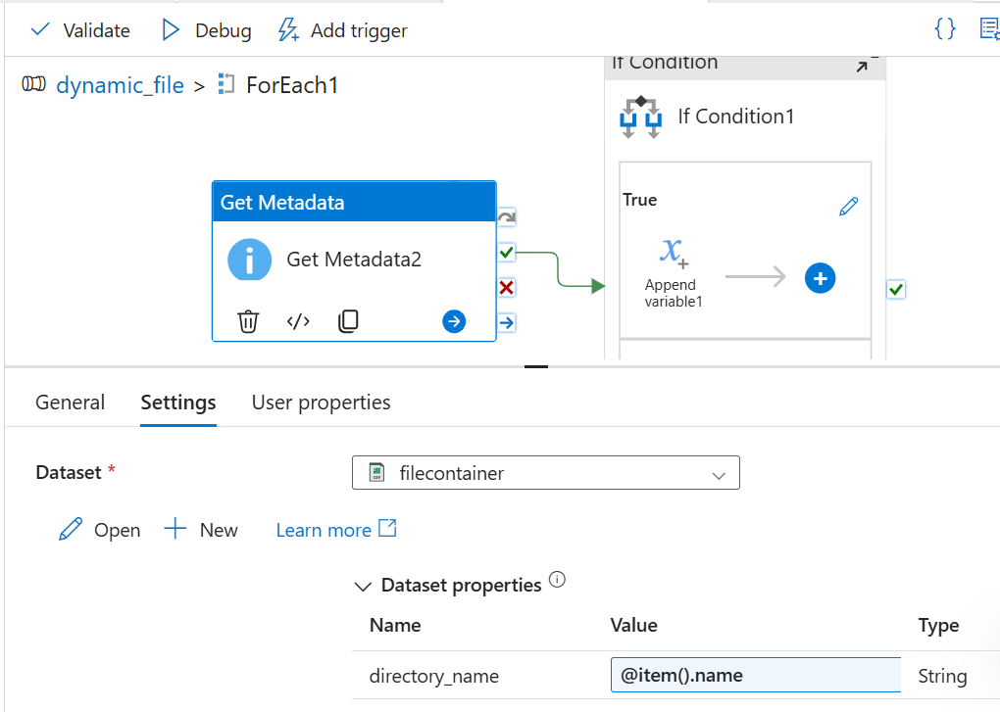 Validate Debug Add trigger
dynamic_file > ForEach1
If Condition
If Condition1
True
Append
variable1
Get Metadata
Get Metadata2
General Settings User properties
Dataset *
filecontainer
Open New Learn more
Dataset properties
Name Value Type
directory_name @item().name String